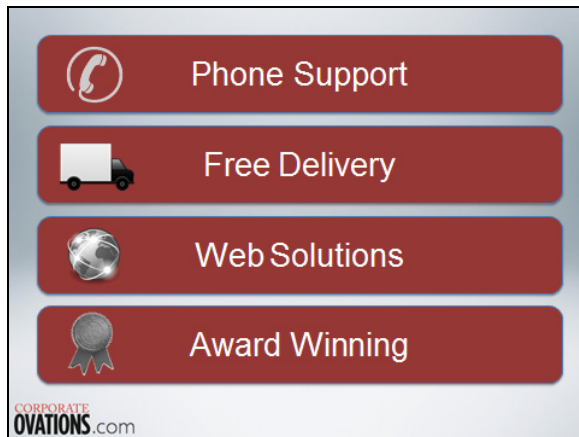 Phone Support
Free Delivery
Web Solutions
Award Winning
CORPORATE
OVATIONS.com